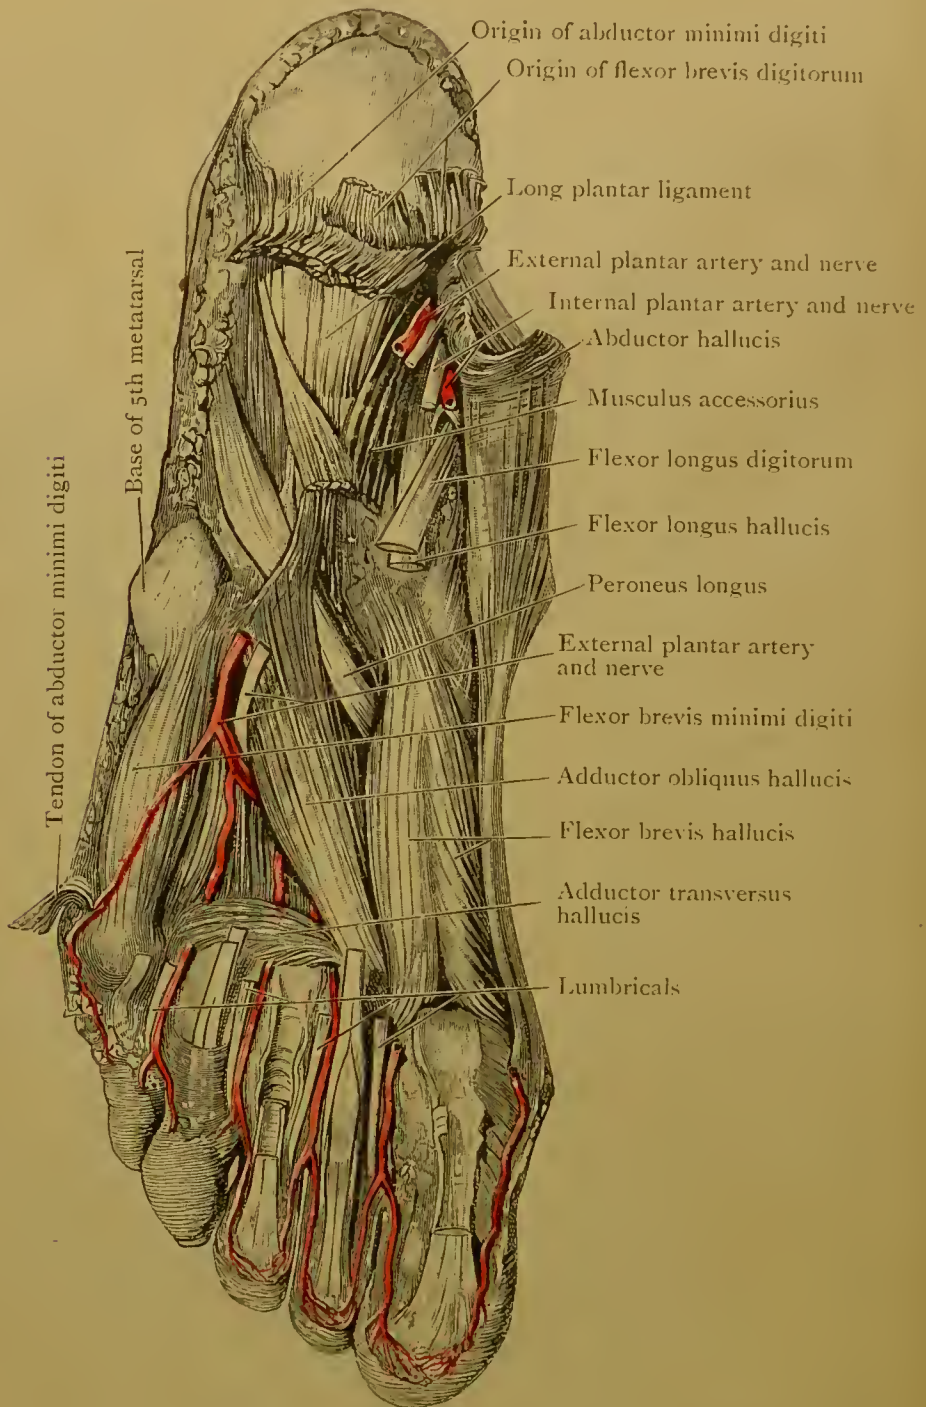 Origin of abductor minimi digiti
Origin of flexor brevis digitorum
Long plantar ligament
External plantar artery and nerve
Internal plantar artery and nerve
Abductor hallucis
Musculus accessorius
Flexor longus digitorum
Flexor longus hallucis
Peroneus longus
External plantar artery
and nerve
Flexor brevis minimi digiti
Adductor obliquus hallucis
Flexor brevis hallucis
Adductor transversus
hallucis
Lumbricals
Base of 5th metatarsal
Tendon of abductor minimi digiti